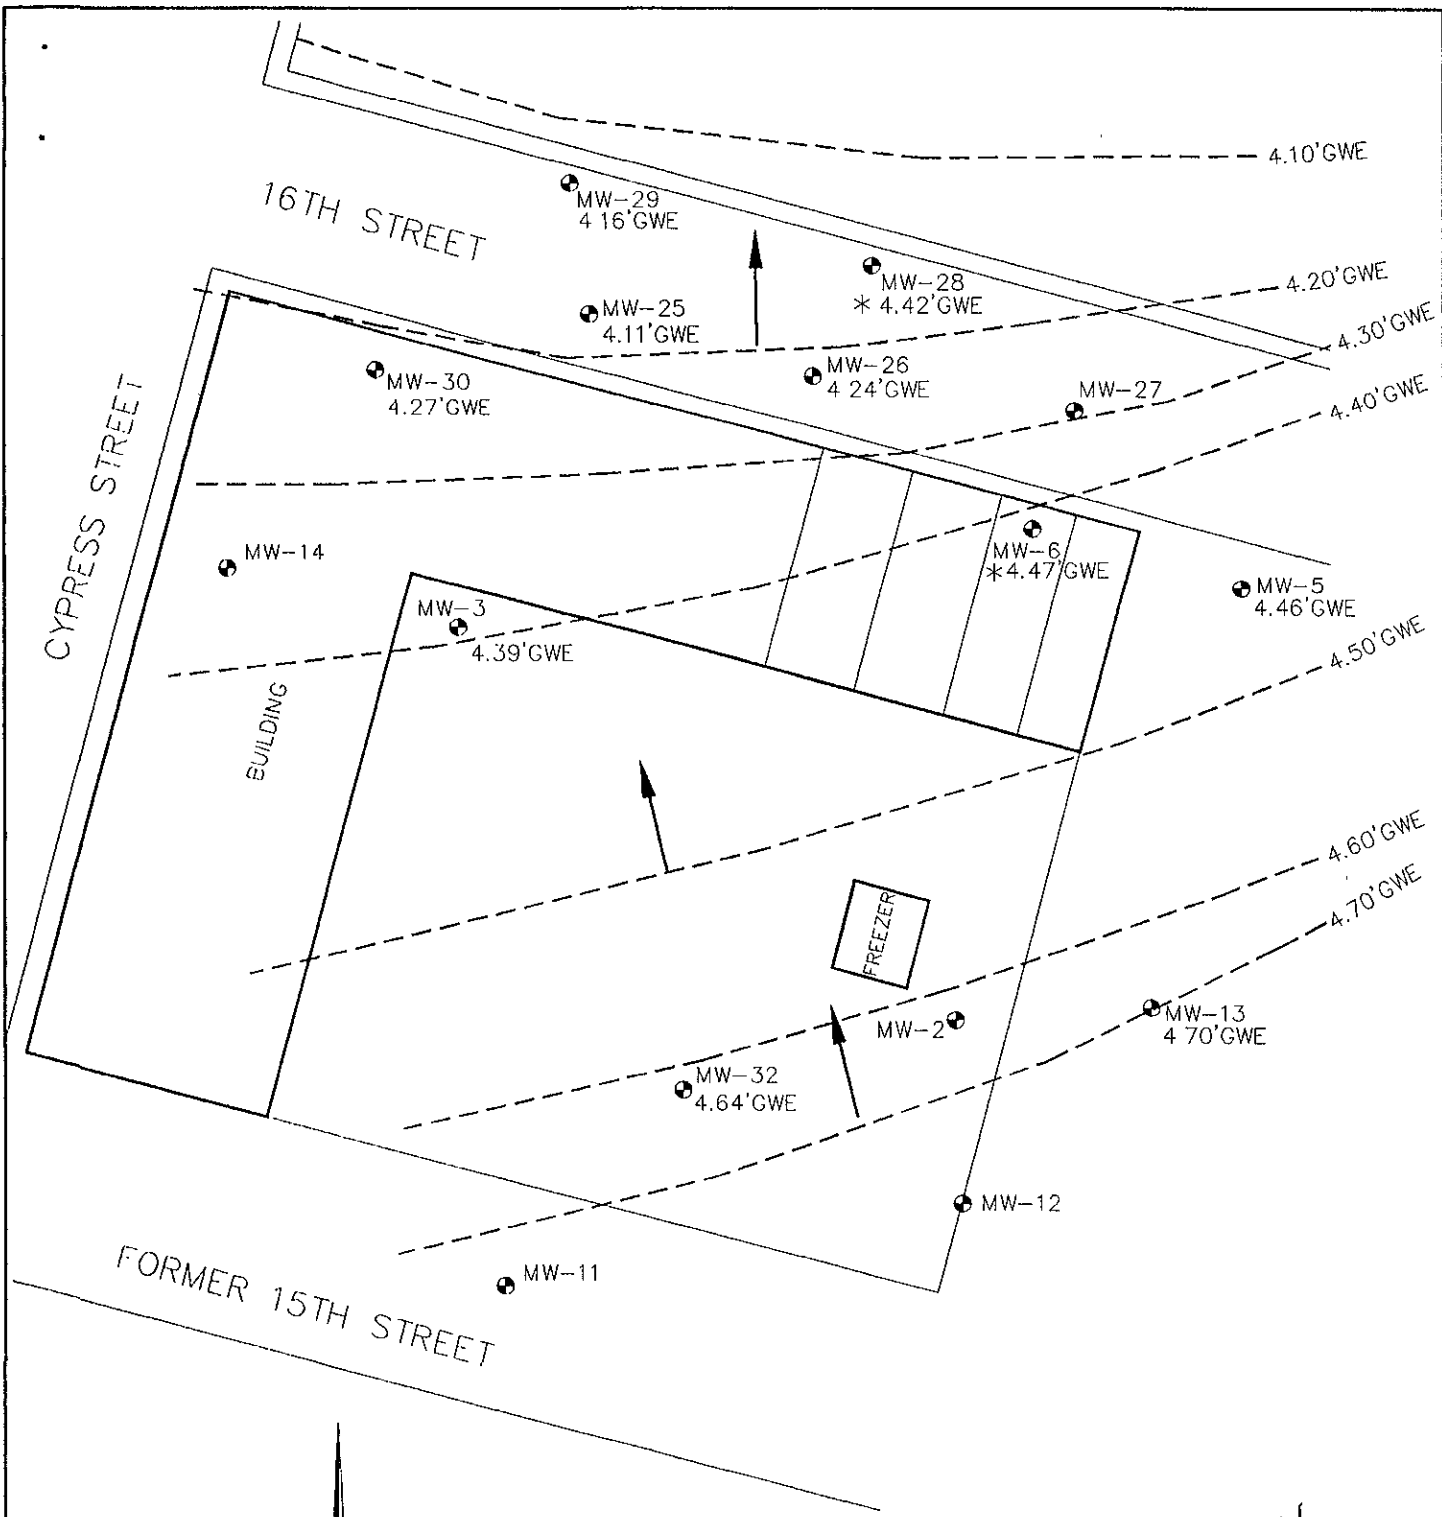 4.10'GWE
16TH STREET
MW-29
4 16'GWE
MW-28
* 4.42'GWE
4.20'GWE
MW-25
4.11'GWE
4.30'GWE
MW-26
4 24'GWE
MW-30
4.27'GWE
MW-27
4.40'GWE
CYPRESS STREET
MW-14
MW-6
*4.47'GWE
MW-5
4.46'GWE
MW-3
4.39'GWE
4.50'GWE
BUILDING
4.60'GWE
4.70'GWE
FREEZER
MW-2
MW-13
4 70'GWE
MW-32
4.64'GWE
MW-12
MW-11
FORMER 15TH STREET